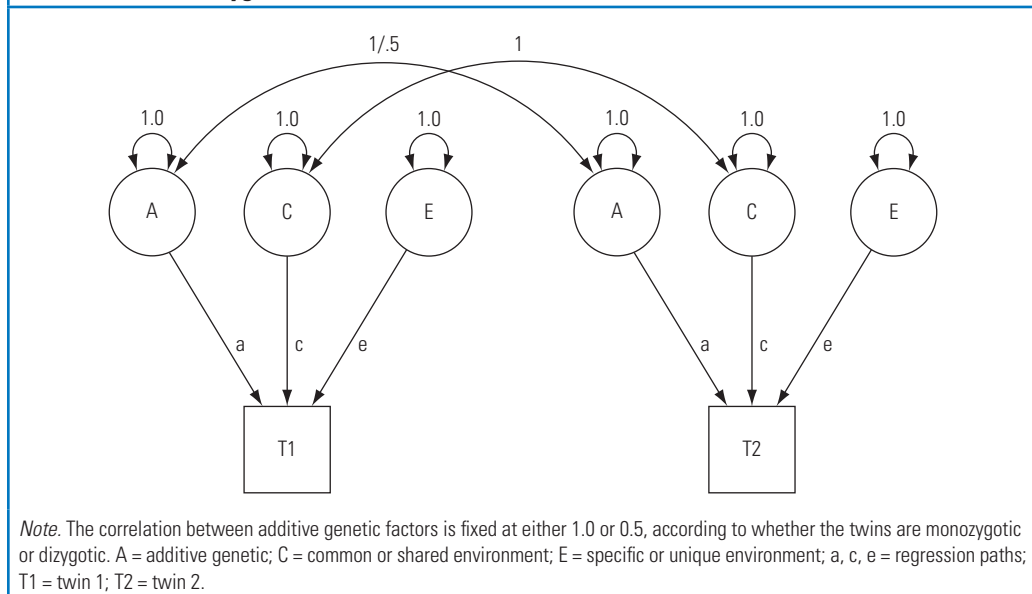 1/.5 1
1.0 1.0 1.0 1.0 1.0 1.0
A C E A C E
a c e a c e
T1 T2
Note. The correlation between additive genetic factors is fixed at either 1.0 or 0.5, according to whether the twins are monozygotic
or dizygotic. A = additive genetic; C = common or shared environment; E = specific or unique environment; a, c, e = regression paths;
T1 = twin 1; T2 = twin 2.